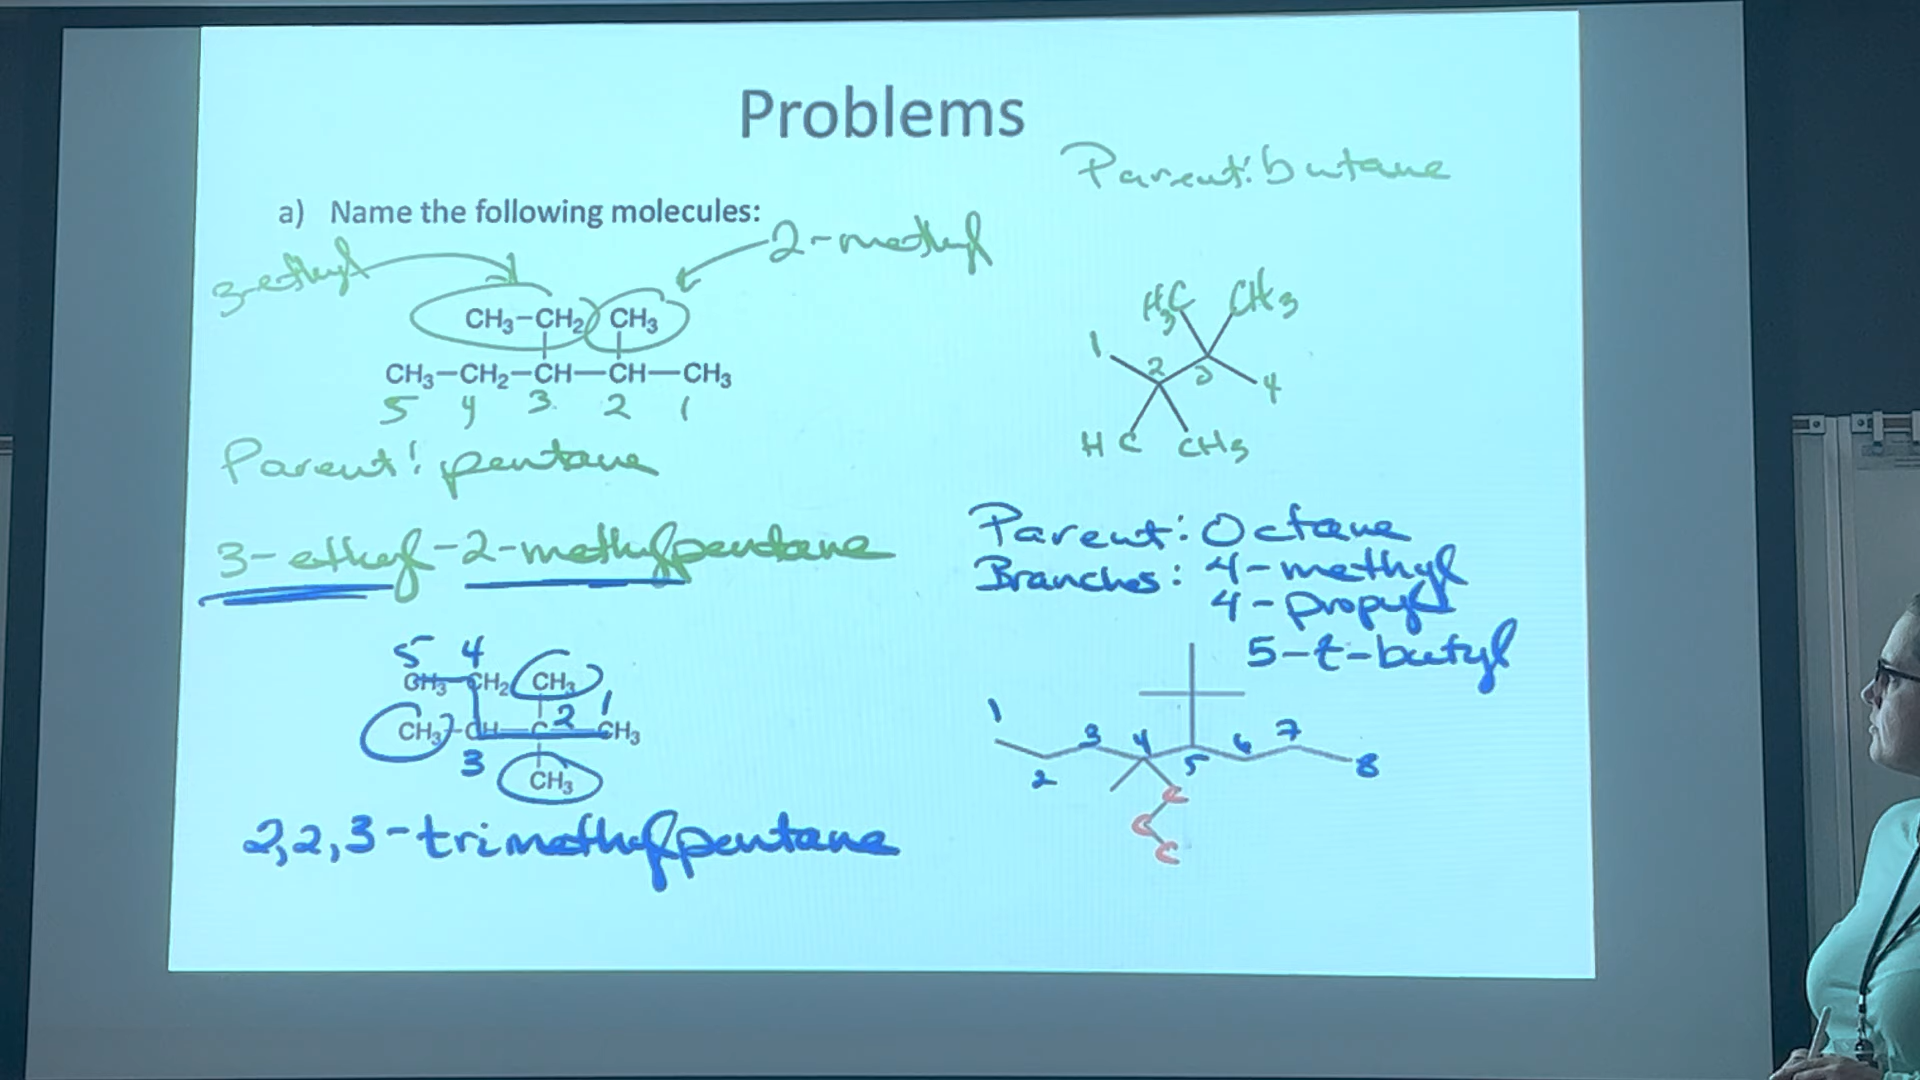 Problems
Parent: butane
a) Name the following molecules:
2-methyl
3-ethyl
CH3-CH2 CH3
CH3-CH2-CH-CH-CH3
5 4 3 2 1
Parent: pentane
3-ethyl-2-methylpentane
H3C CH3
1 2 3 4
H C CH3
Parent: Octane
Branches: 4-methyl
4-propyl
5-t-butyl
5 4
CH3 CH2 CH3
2 1
CH3-CH-C-CH3
3
CH3
2,2,3-trimethylpentane
1 2 3 4 5 6 7 8
C
C
C